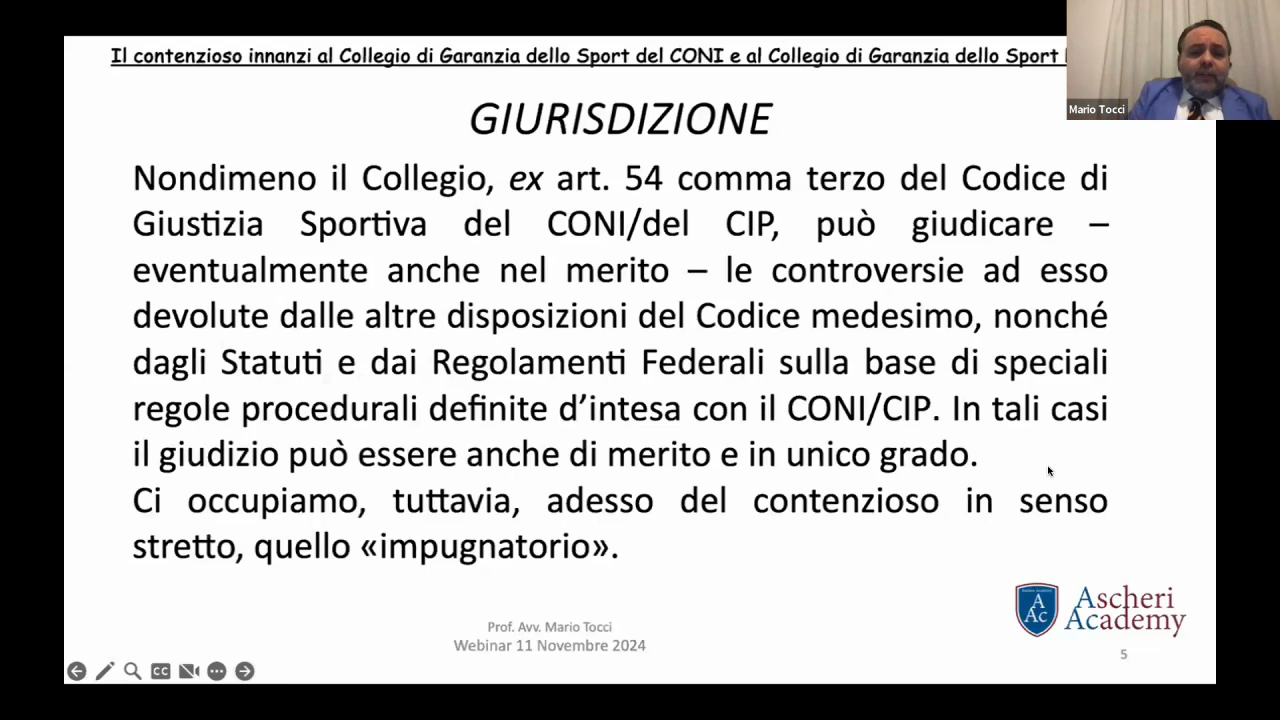 Il contenzioso innanzi al Collegio di Garanzia dello Sport del CONI e al Collegio di Garanzia dello Sport
Mario Tocci
GIURISDIZIONE
Nondimeno il Collegio, ex art. 54 comma terzo del Codice di
Giustizia Sportiva del CONI/del CIP, può giudicare –
eventualmente anche nel merito – le controversie ad esso
devolute dalle altre disposizioni del Codice medesimo, nonché
dagli Statuti e dai Regolamenti Federali sulla base di speciali
regole procedurali definite d’intesa con il CONI/CIP. In tali casi
il giudizio può essere anche di merito e in unico grado.
Ci occupiamo, tuttavia, adesso del contenzioso in senso
stretto, quello «impugnatorio».
A
Ac
Ascheri
Academy
Prof. Avv. Mario Tocci
Webinar 11 Novembre 2024
5
CC